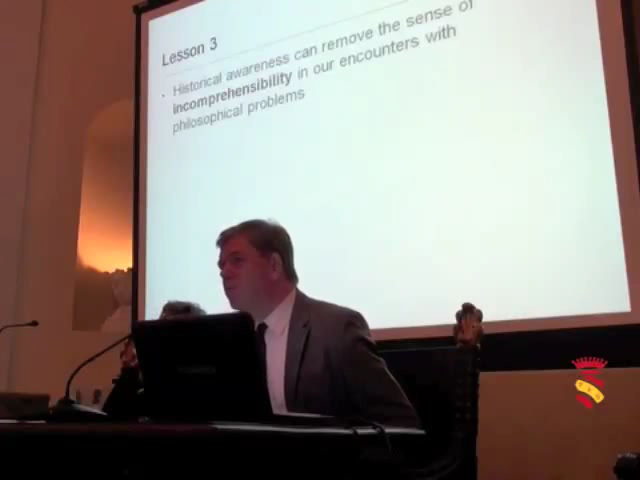 Lesson 3
• Historical awareness can remove the sense of
incomprehensibility in our encounters with
philosophical problems